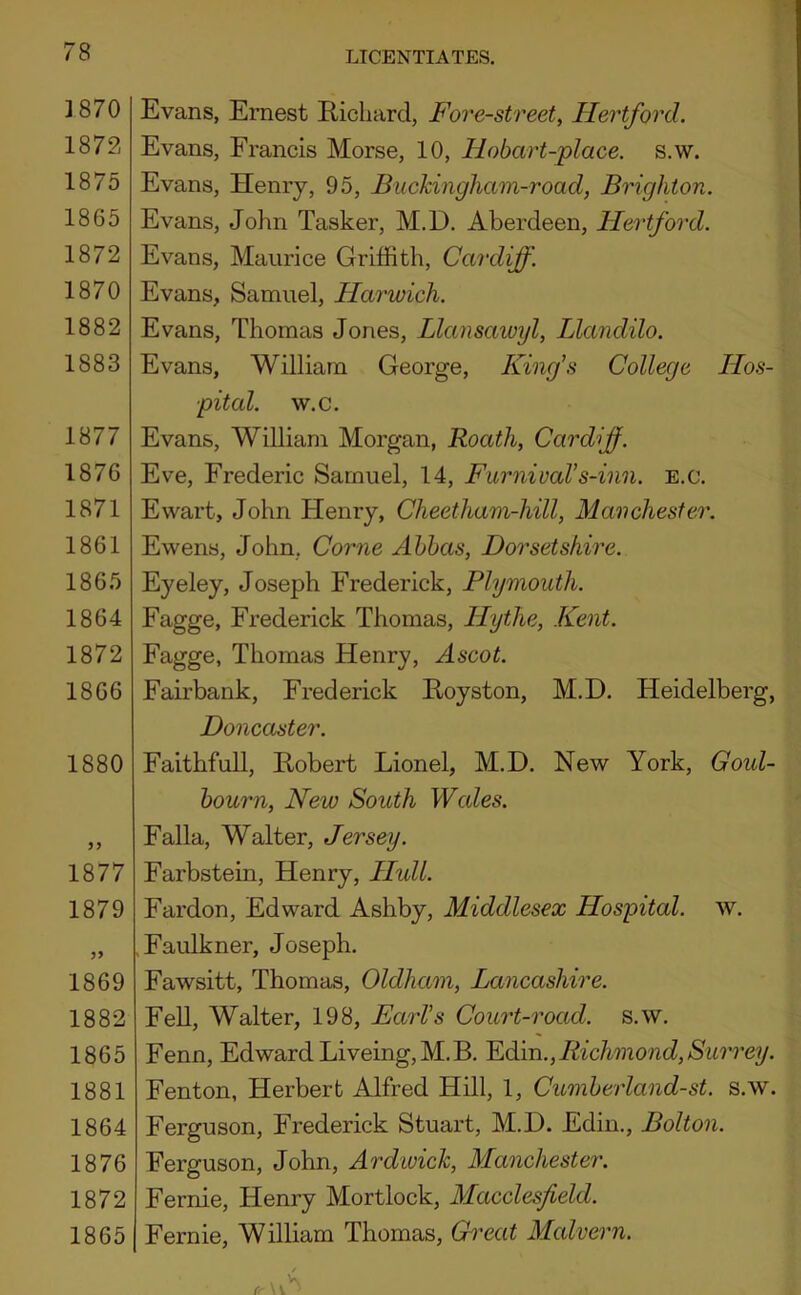 78
LICENTIATES.
1870 Evans, Ernest Richard, Fore-street, Hertford.
1872 Evans, Francis Morse, 10, Hobart-place. s.w.
1875 Evans, Henry, 95, Buckingham-road, Brighton.
1865 Evans, John Tasker, M.D. Aberdeen, Hertford.
1872 Evans, Maurice Griffith, Cardiff.
1870 Evans, Samuel, Harwich.
1882 Evans, Thomas Jones, Llansawyl, Llandilo.
1883 Evans, William George, King's College Hos-
pital. w.c.
1877 Evans, William Morgan, Roath, Cardiff.
1876 Eve, Frederic Samuel, 14, Furnival's-inn. E.C.
1871 Ewart, John Henry, Cheetham-hill, Manchester.
1861 Ewens, John, Corne Abbas, Dorsetshire.
1865 Eyeley, Joseph Frederick, Plymouth.
1864 Fagge, Frederick Thomas, Hythe, Kent.
1872 Fagge, Thomas Henry, Ascot.
1866 Fairbank, Frederick Royston, M.D. Heidelberg,
Doncaster.
1880 Faithfull, Robert Lionel, M.D. New York, Goul-
bourn, New South Wales.
,, Falla, Walter, Jersey.
1877 Farbstein, Henry, Hull.
1879 Fardon, Edward Ashby, Middlesex Hospital. w.
,, Faulkner, Joseph.
1869 Fawsitt, Thomas, Oldham, Lancashire.
1882 Fell, Walter, 198, Earl's Court-road. s.w.
1865 Fenn, Edward Liveing, M.B. Edin., Richmond, Surrey.
1881 Fenton, Herbert Alfred Hill, 1, Cumberland-st. s.w.
1864 Ferguson, Frederick Stuart, M.D. Edin., Bolton.
1876 Ferguson, John, Ardwick, Manchester.
1872 Fernie, Henry Mortlock, Macclesfield.
1865 Fernie, William Thomas, Great Malvern.